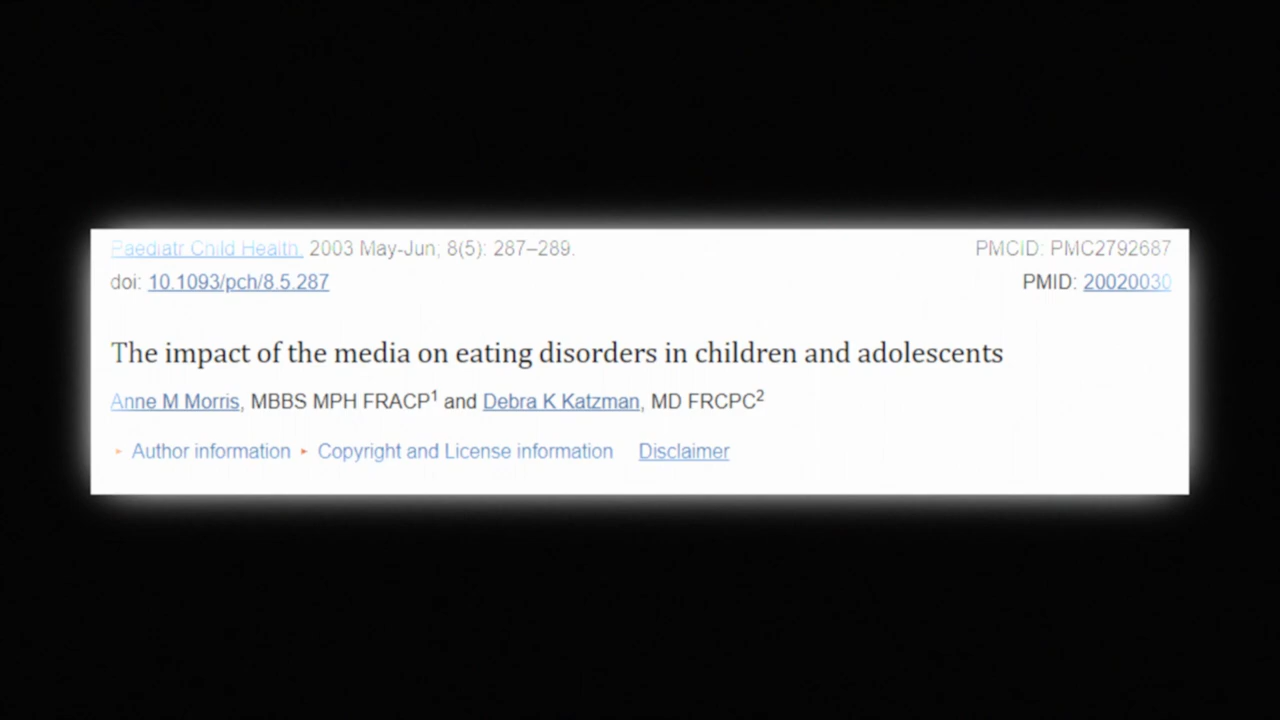 Paediatr Child Health. 2003 May-Jun; 8(5): 287–289. PMCID: PMC2792687
doi: 10.1093/pch/8.5.287 PMID: 20020030
The impact of the media on eating disorders in children and adolescents
Anne M Morris, MBBS MPH FRACP1 and Debra K Katzman, MD FRCPC2
Author information Copyright and License information Disclaimer